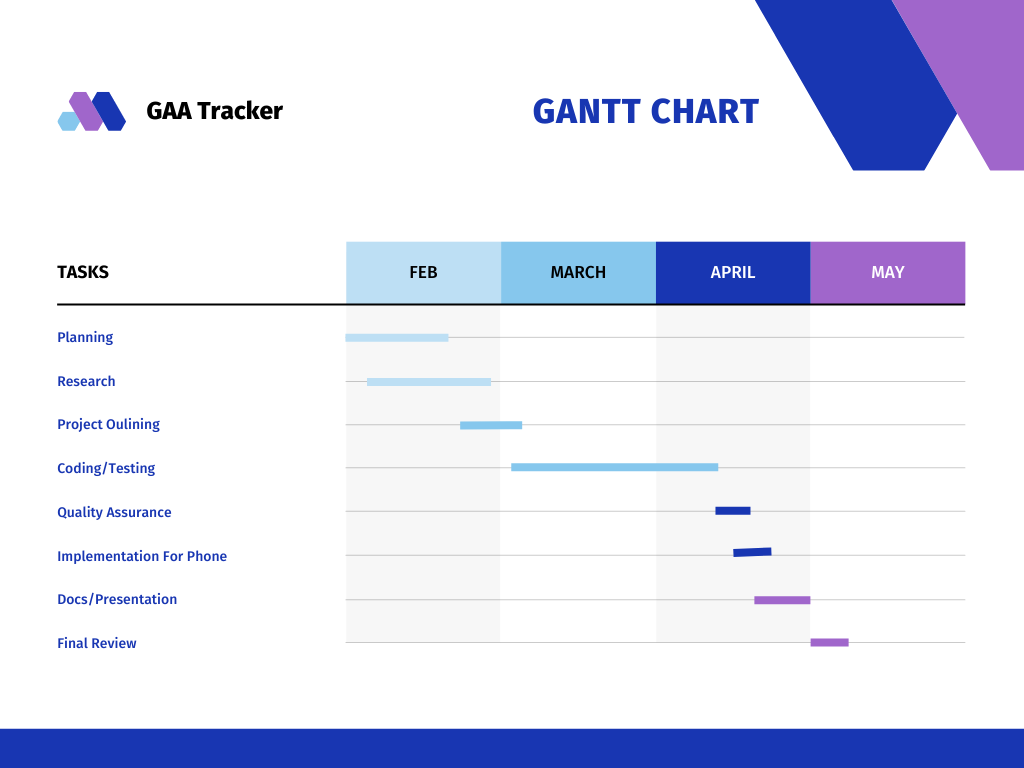 GAA Tracker
GANTT CHART
TASKS FEB MARCH APRIL MAY
Planning
Research
Project Oulining
Coding/Testing
Quality Assurance
Implementation For Phone
Docs/Presentation
Final Review